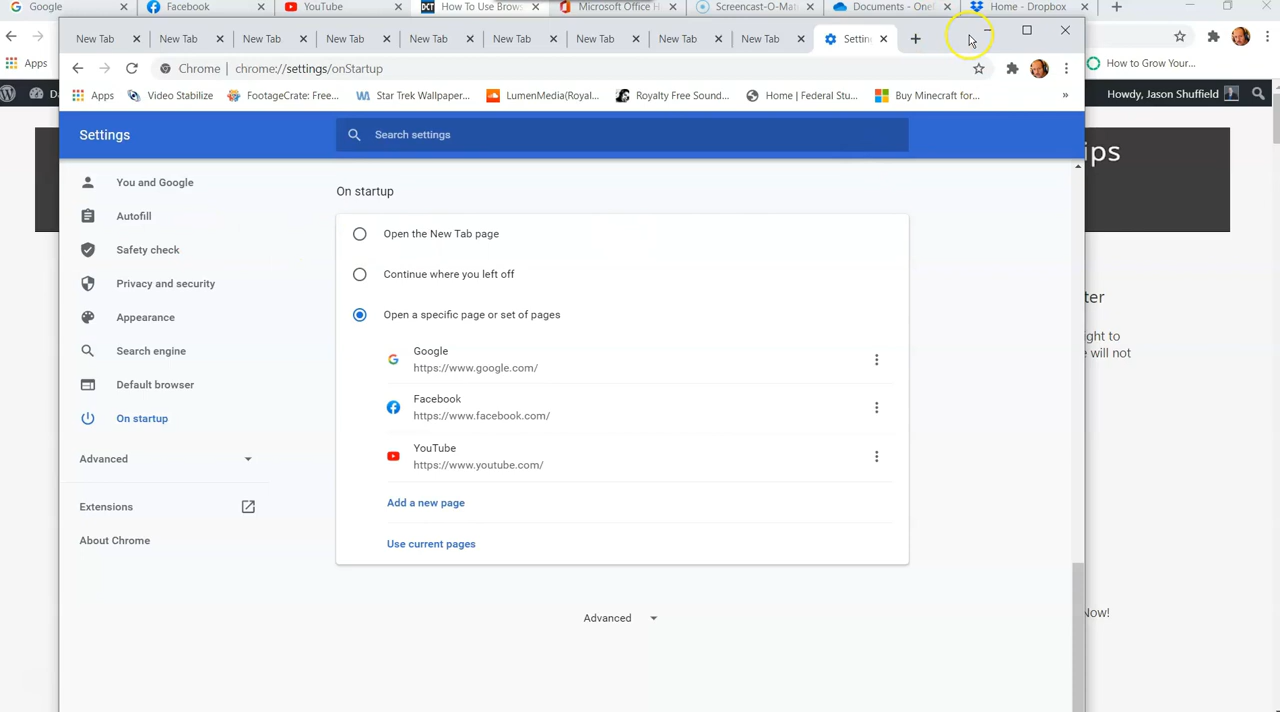 Google Facebook YouTube How To Use Brows Microsoft Office H Screencast-O-Mat Documents - OneD Home - Dropbox
New Tab New Tab New Tab New Tab New Tab New Tab New Tab New Tab New Tab Settin
Chrome | chrome://settings/onStartup
Apps How to Grow Your...
Apps Video Stabilize FootageCrate: Free... Star Trek Wallpaper... LumenMedia(Royal... Royalty Free Sound... Home | Federal Stu... Buy Minecraft for... »
Howdy, Jason Shuffield
Settings
Search settings
ips
You and Google
Autofill
Safety check
Privacy and security
Appearance
Search engine
Default browser
On startup
Advanced
Extensions
About Chrome
On startup
Open the New Tab page
Continue where you left off
Open a specific page or set of pages
Google
https://www.google.com/
Facebook
https://www.facebook.com/
YouTube
https://www.youtube.com/
Add a new page
Use current pages
Advanced
ter
ght to
e will not
Now!